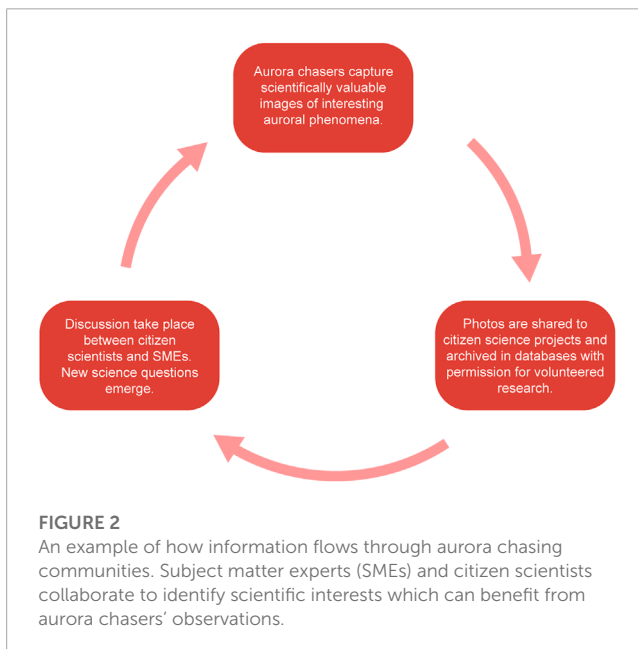 Aurora chasers capture
scientifically valuable
images of interesting
auroral phenomena.
Discussion take place
between citizen
scientists and SMEs.
New science questions
emerge.
Photos are shared to
citizen science projects and
archived in databases with
permission for volunteered
research.
FIGURE 2
An example of how information flows through aurora chasing
communities. Subject matter experts (SMEs) and citizen scientists
collaborate to identify scientific interests which can benefit from
aurora chasers’ observations.